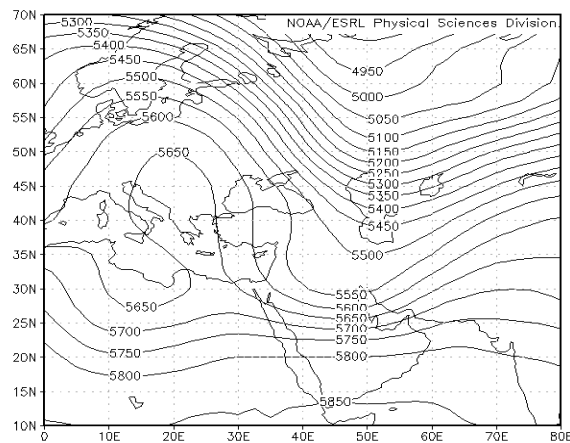 70N
NOAA/ESRL Physical Sciences Division
5300
5350
5400
4950
65N
5450
5000
5500
60N
5550
5050
55N
5600
5100
5150
50N
5650
5200
5250
45N
5300
5350
5400
40N
5450
35N
5500
30N
5550
5650
5600
5650
25N
5700
5700
5750
5750
20N
5800
5800
15N
5850
10N
0
10E
20E
30E
40E
50E
60E
70E
80E